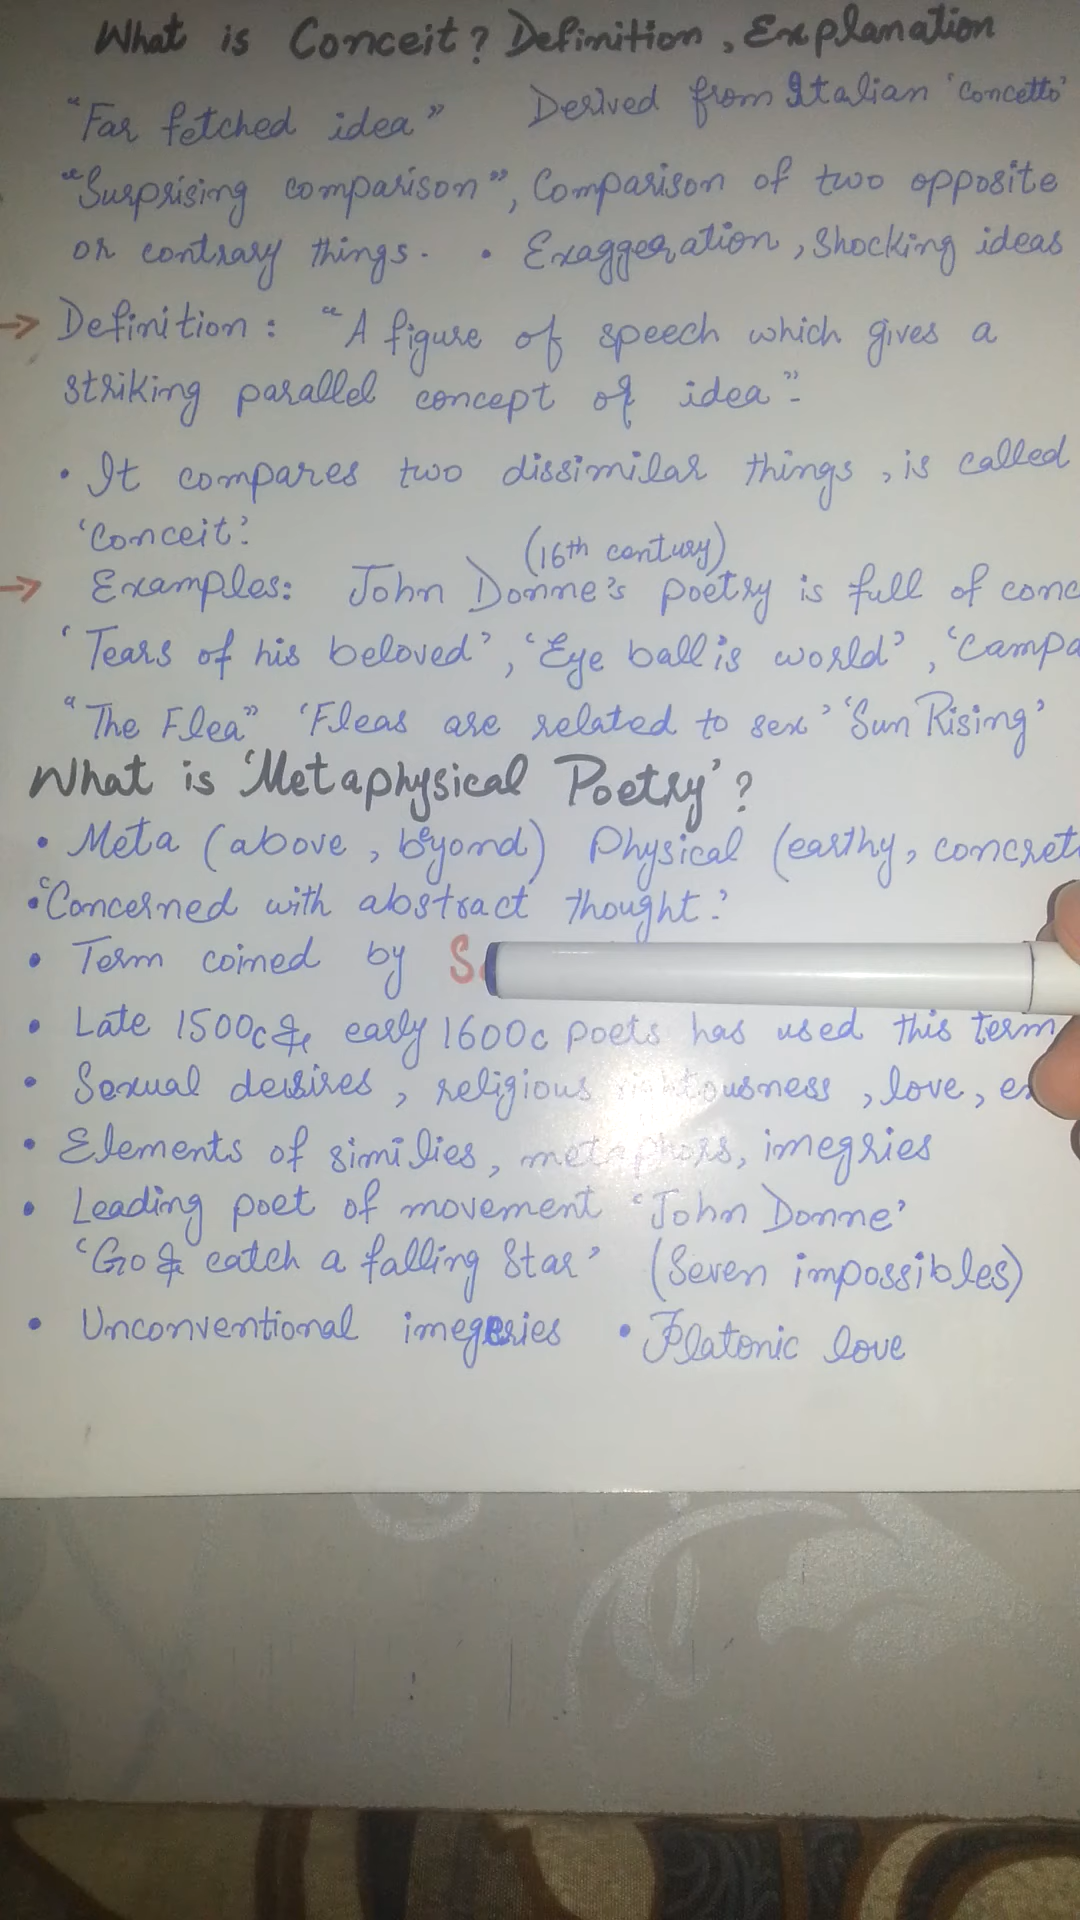 What is Conceit? Definition, Explanation
"Far fetched idea" Derived from Italian 'concetto'
"Surprising comparison", Comparison of two opposite
or contrary things. • Exaggeration, Shocking ideas
→ Definition: "A figure of speech which gives a
striking parallel concept of idea".
• It compares two dissimilar things, is called
'Conceit'.
(16th century)
→ Examples: John Donne's poetry is full of conc
'Tears of his beloved', 'Eye ball is world', 'Campa
"The Flea" 'Fleas are related to sex' 'Sun Rising'
What is 'Metaphysical Poetry'?
• Meta (above, beyond) Physical (earthy, concret
• 'Concerned with abstract thought.'
• Term coined by S
• Late 1500c & early 1600c poets has used this term
• Sexual desires, religious rightousness, love, e
• Elements of similies, metaphors, imegries
• Leading poet of movement 'John Donne'
'Go & catch a falling Star' (Seven impossibles)
• Unconventional imegeries • Platonic love